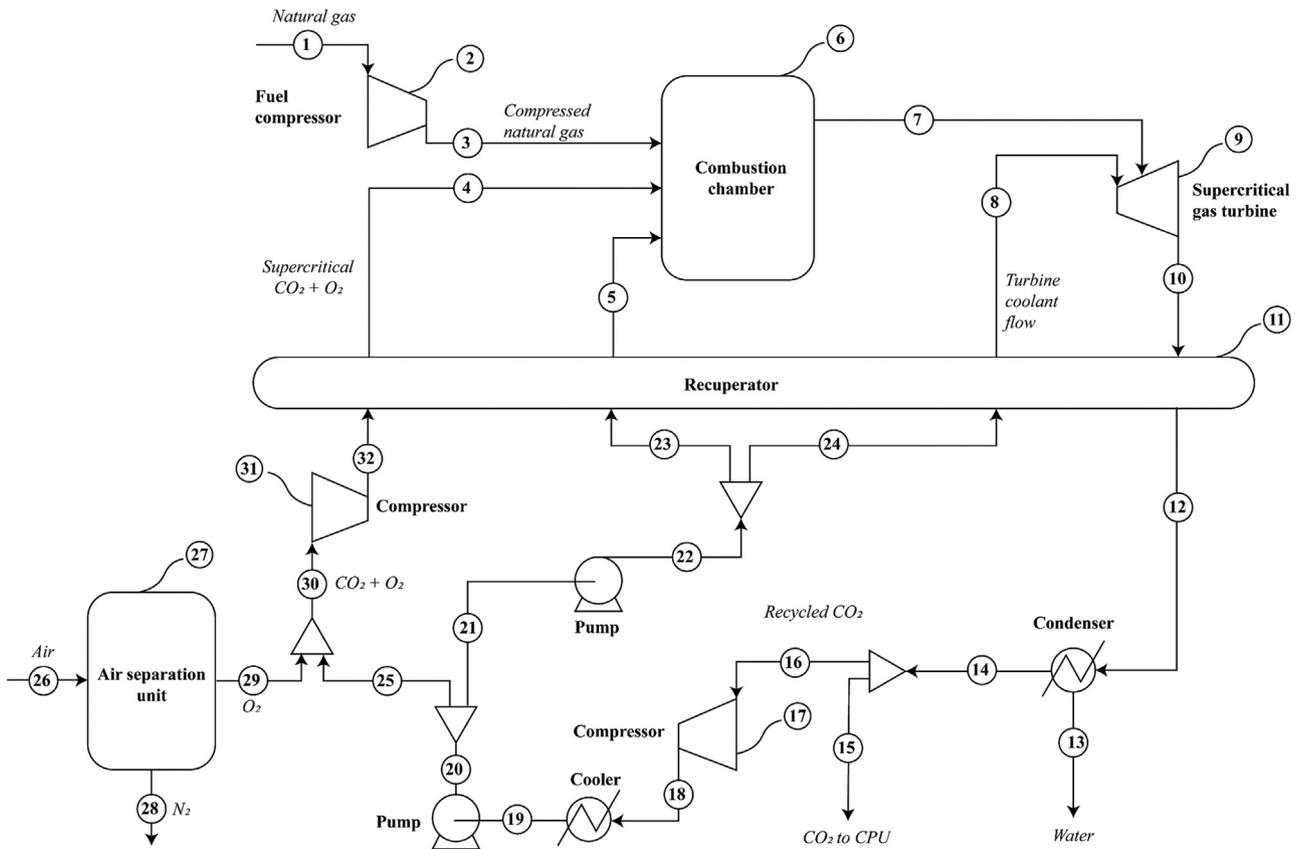 Natural gas
1
2
6
Fuel
compressor
Compressed
natural gas
3
7
9
Combustion
chamber
4
8
Supercritical
gas turbine
Supercritical
CO₂ + O₂
5
Turbine
coolant
flow
10
11
Recuperator
23
24
32
31
Compressor
12
27
22
30
CO₂ + O₂
Pump
21
Recycled CO₂
Condenser
Air
26
Air separation
unit
29
O₂
25
16
14
Compressor
17
15
13
20
Cooler
18
28
N₂
Pump
19
CO₂ to CPU
Water